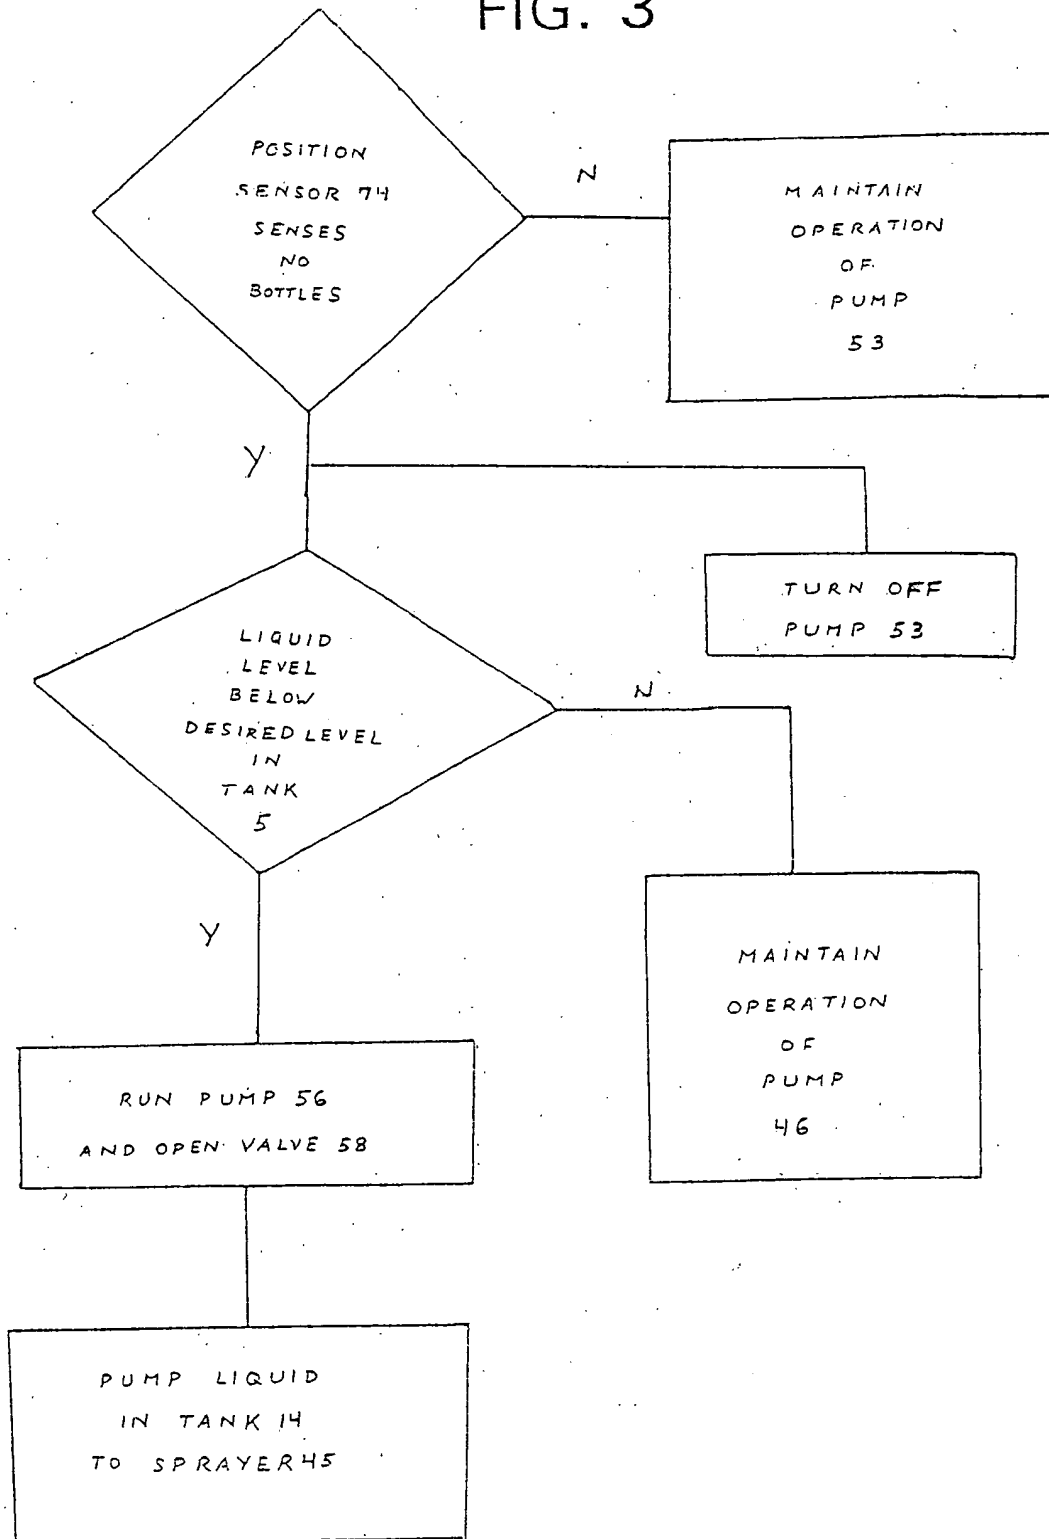 FIG. 3
POSITION
SENSOR 74
SENSES
NO
BOTTLES
N
MAINTAIN
OPERATION
OF
PUMP
53
Y
TURN OFF
PUMP 53
LIQUID
LEVEL
BELOW
DESIRED LEVEL
IN
TANK
5
N
MAINTAIN
OPERATION
OF
PUMP
46
Y
RUN PUMP 56
AND OPEN VALVE 58
PUMP LIQUID
IN TANK 14
TO SPRAYER 45